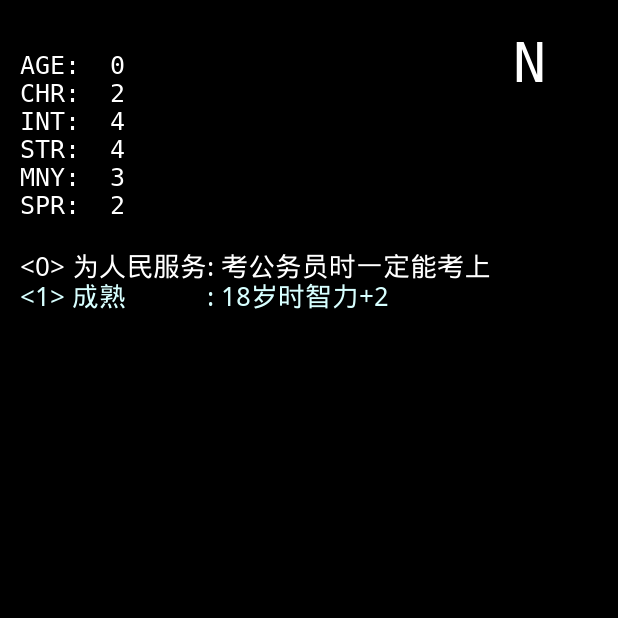 N
AGE: 0
CHR: 2
INT: 4
STR: 4
MNY: 3
SPR: 2
<0> 为人民服务: 考公务员时一定能考上
<1> 成熟 : 18岁时智力+2